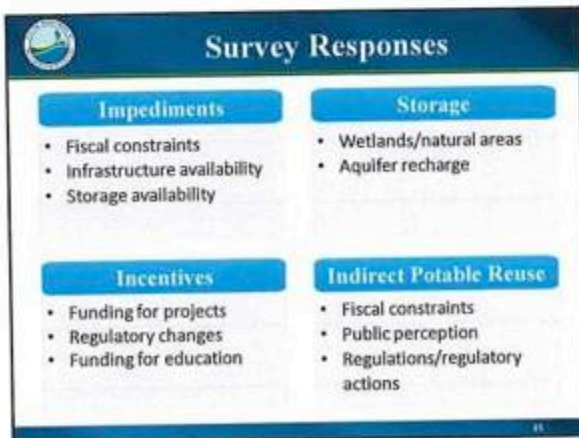 Survey Responses
Impediments
• Fiscal constraints
• Infrastructure availability
• Storage availability
Storage
• Wetlands/natural areas
• Aquifer recharge
Incentives
• Funding for projects
• Regulatory changes
• Funding for education
Indirect Potable Reuse
• Fiscal constraints
• Public perception
• Regulations/regulatory
actions